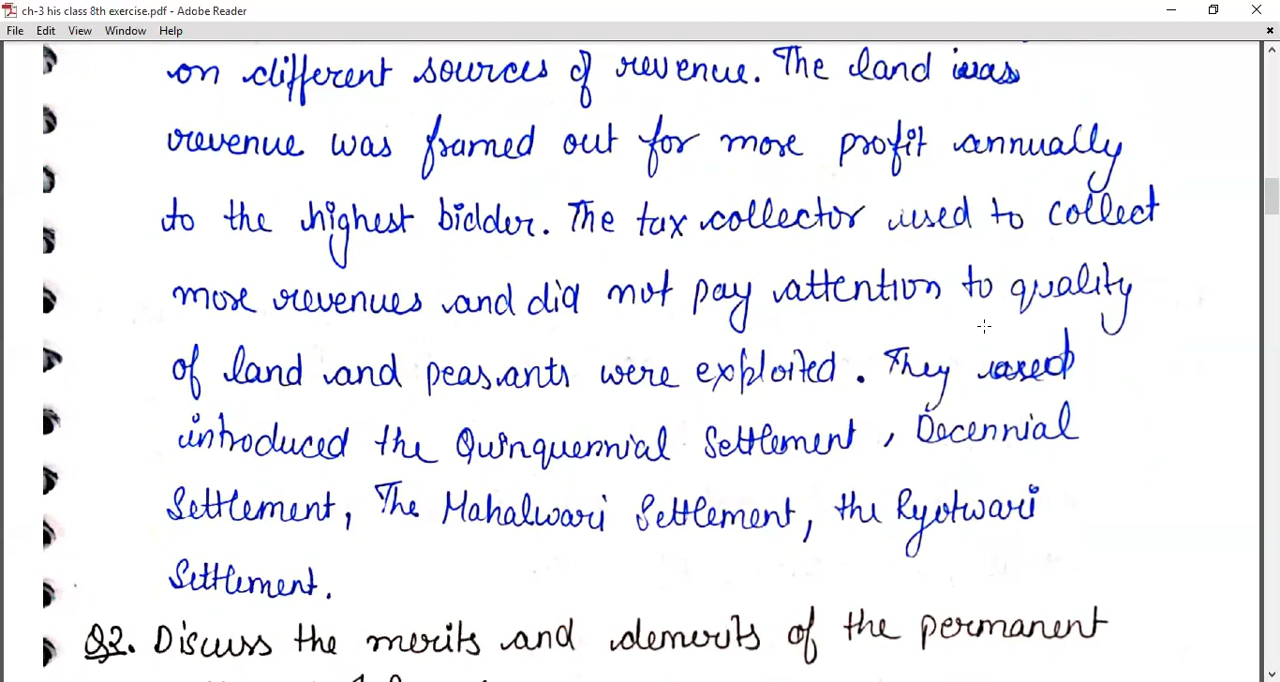 ch-3 his class 8th exercise.pdf - Adobe Reader
File Edit View Window Help
on different sources of revenue. The land was
revenue was framed out for more profit annually
to the highest bidder. The tax collector used to collect
more revenues and did not pay attention to quality
of land and peasants were exploited. They used
introduced the Quinquennial Settlement, Decennial
Settlement, The Mahalwari Settlement, the Ryotwari
Settlement.
Q2. Discuss the merits and demerits of the permanent